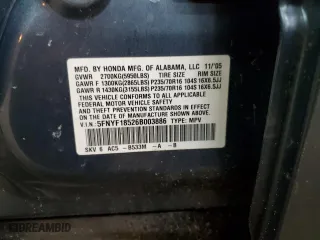 MFD. BY HONDA MFG. OF ALABAMA, LLC 11/'05
GVWR 2700KG(5956LBS) TIRE SIZE RIM SIZE
GAWR F 1300KG(2865LBS) P235/70R16 104S 16X6.5JJ
GAWR R 1430KG(3155LBS) P235/70R16 104S 16X6.5JJ
THIS VEHICLE CONFORMS TO ALL APPLICABLE
FEDERAL MOTOR VEHICLE SAFETY
AND THEFT PREVENTION STANDARDS IN EFFECT
ON THE DATE OF MANUFACTURE SHOWN ABOVE.
V.I.N.: 5FNYF18526B003886 TYPE: MPV
SKV 6 AC5 - B533M - A - B